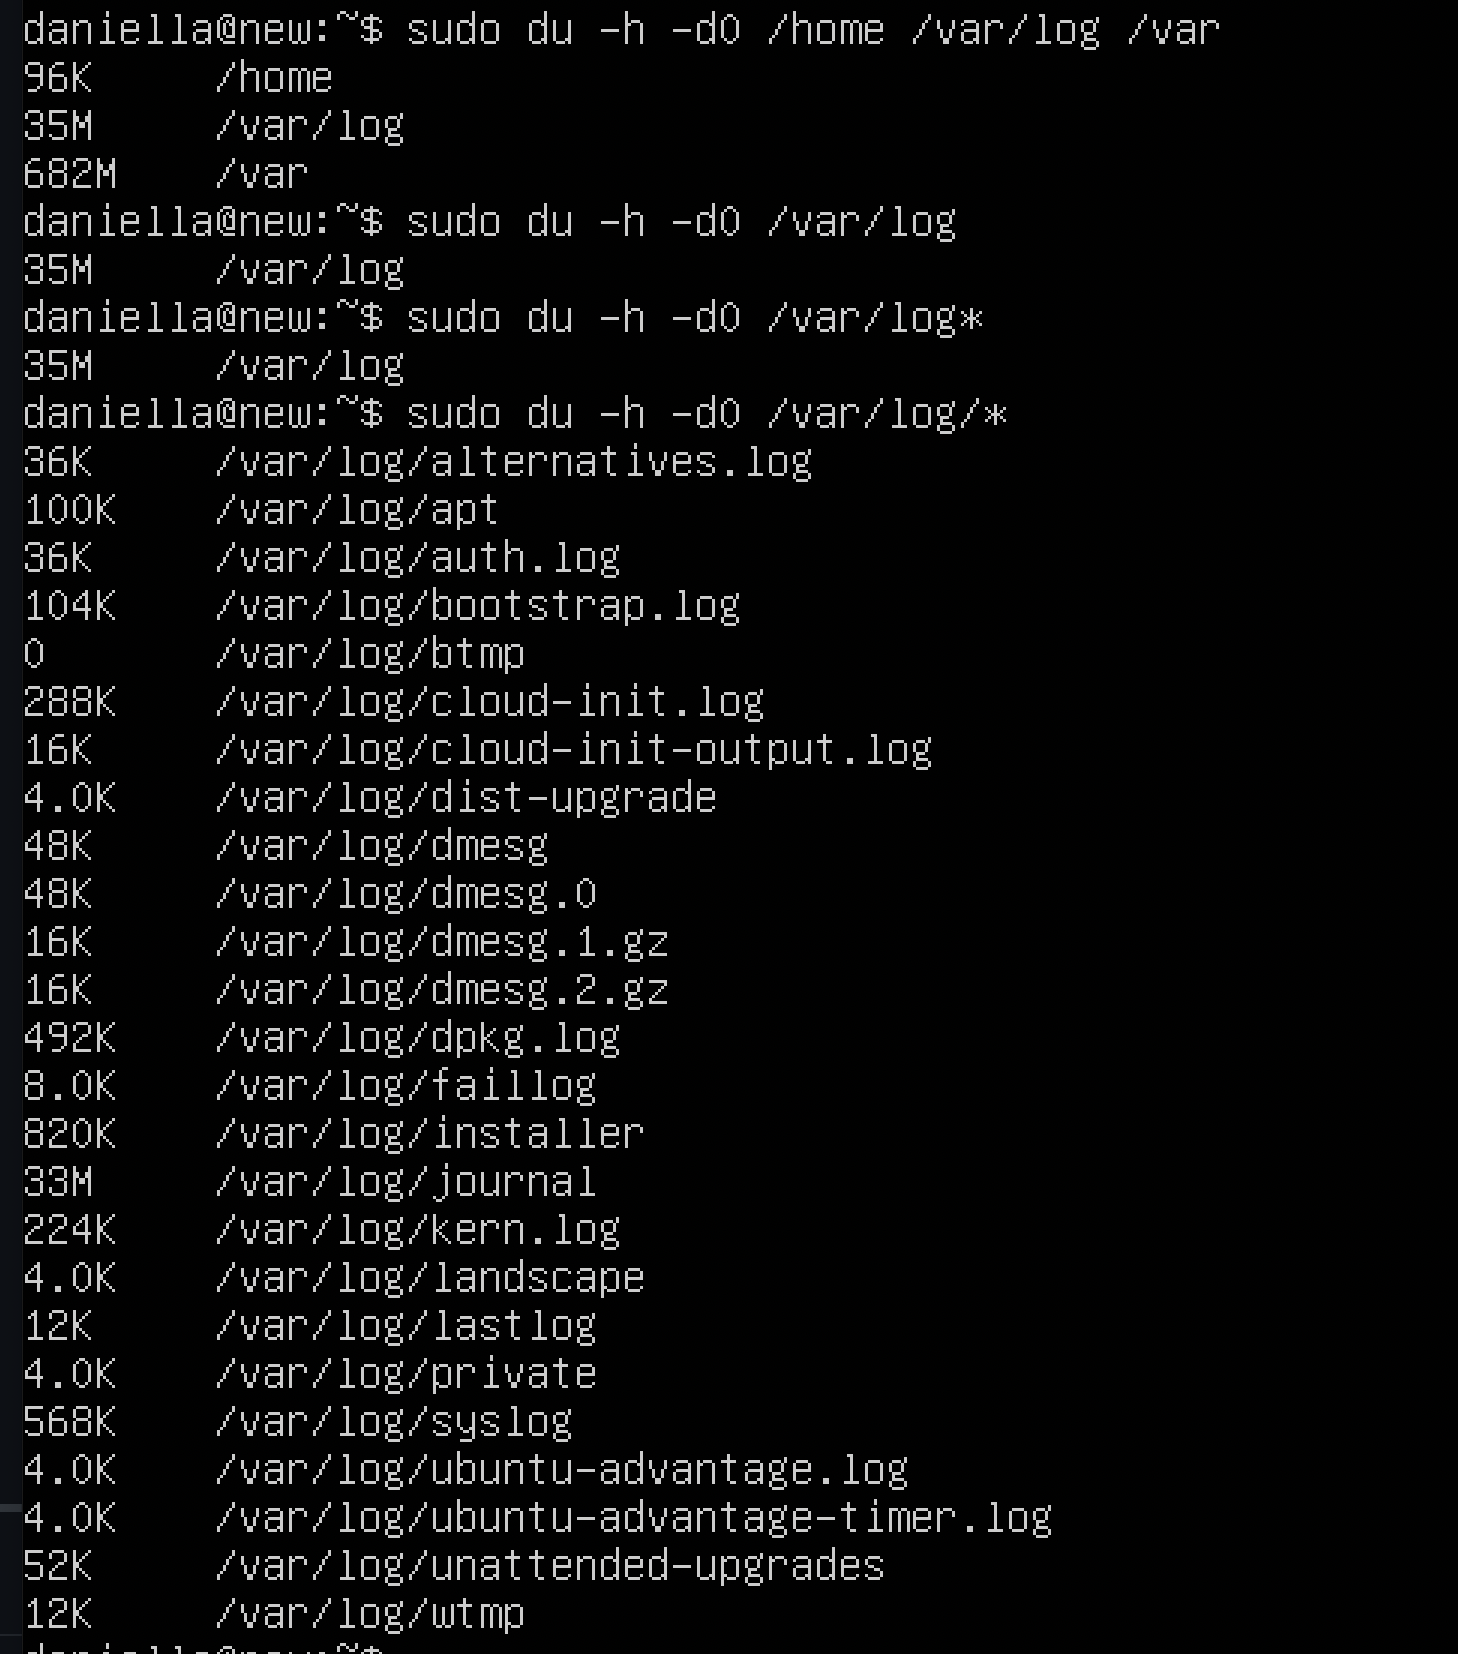 daniella@new:~$ sudo du -h -d0 /home /var/log /var
96K /home
35M /var/log
682M /var
daniella@new:~$ sudo du -h -d0 /var/log
35M /var/log
daniella@new:~$ sudo du -h -d0 /var/log*
35M /var/log
daniella@new:~$ sudo du -h -d0 /var/log/*
36K /var/log/alternatives.log
100K /var/log/apt
36K /var/log/auth.log
104K /var/log/bootstrap.log
0 /var/log/btmp
288K /var/log/cloud-init.log
16K /var/log/cloud-init-output.log
4.0K /var/log/dist-upgrade
48K /var/log/dmesg
48K /var/log/dmesg.0
16K /var/log/dmesg.1.gz
16K /var/log/dmesg.2.gz
492K /var/log/dpkg.log
8.0K /var/log/faillog
820K /var/log/installer
33M /var/log/journal
224K /var/log/kern.log
4.0K /var/log/landscape
12K /var/log/lastlog
4.0K /var/log/private
568K /var/log/syslog
4.0K /var/log/ubuntu-advantage.log
4.0K /var/log/ubuntu-advantage-timer.log
52K /var/log/unattended-upgrades
12K /var/log/wtmp
daniella@new:~$